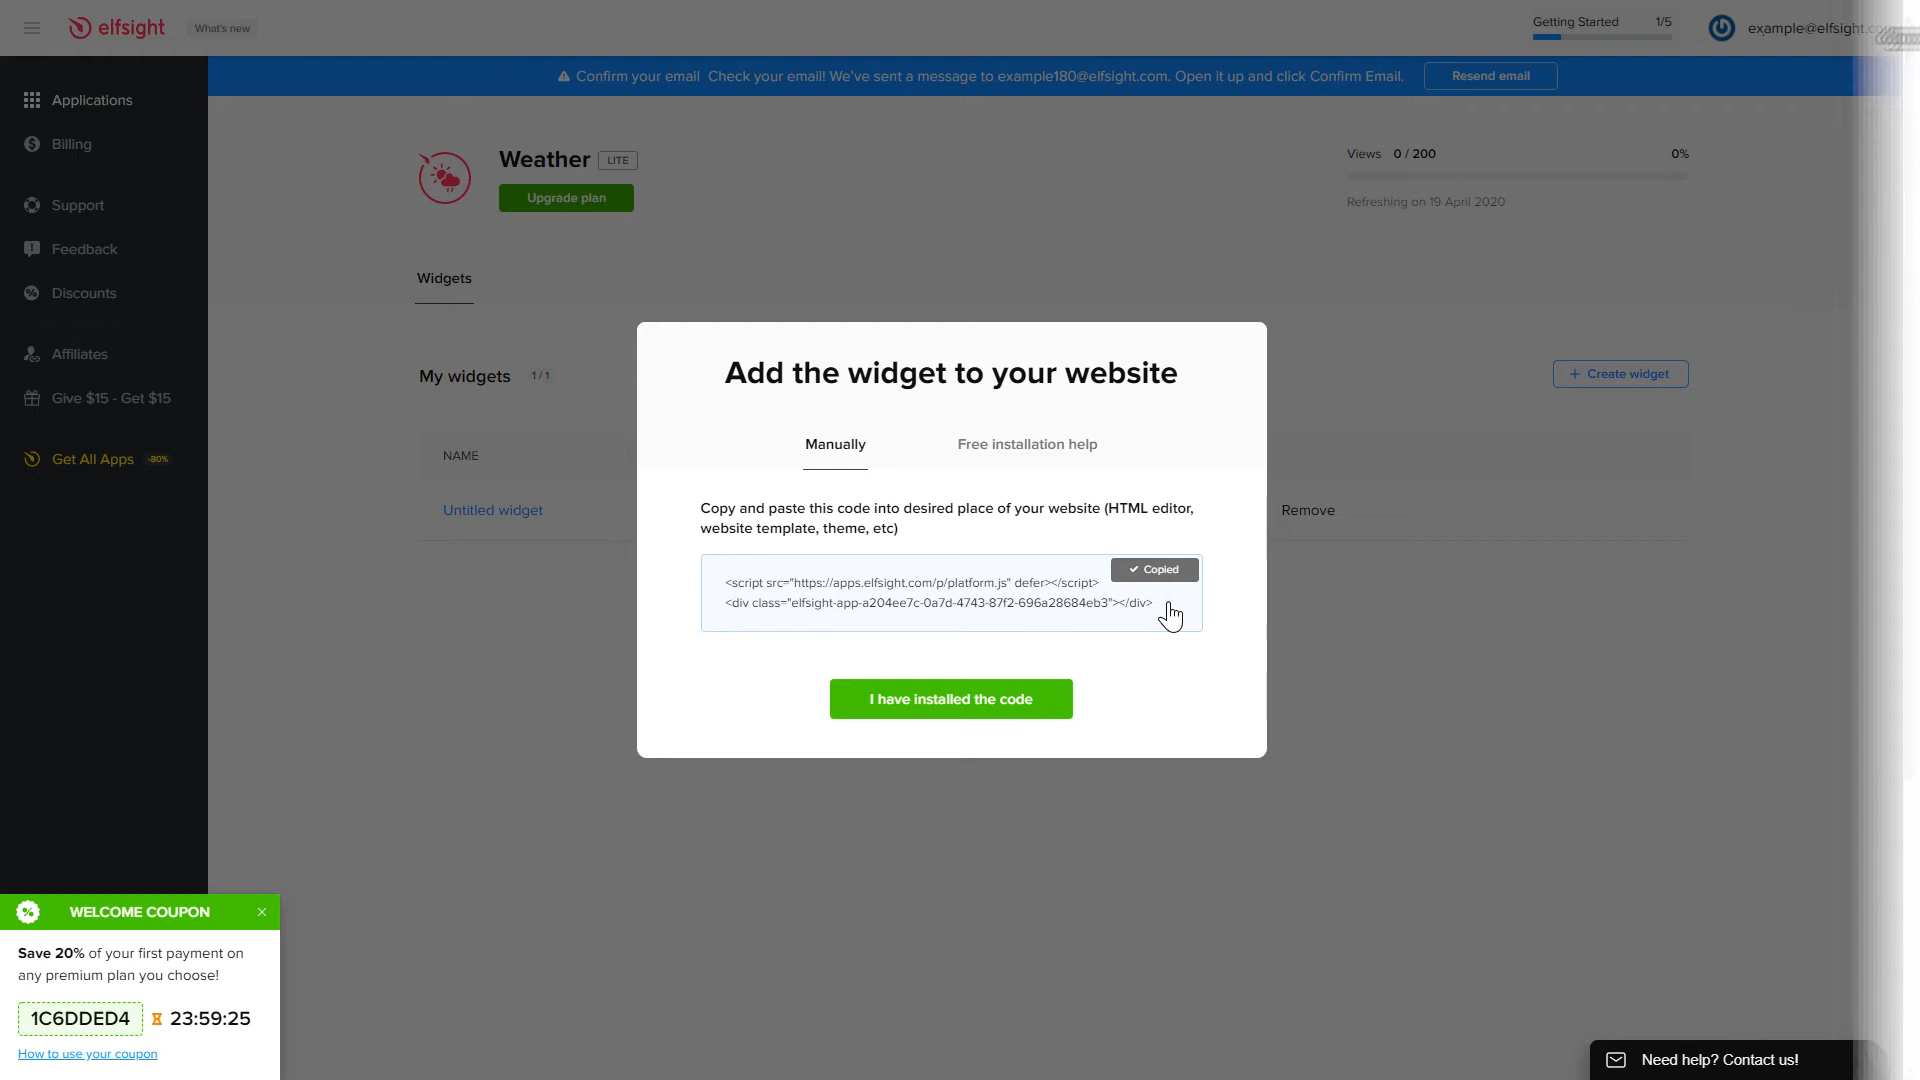 elfsight
What's new
Getting Started 1/5
example@elfsight.co
Confirm your email Check your email! We've sent a message to example180@elfsight.com. Open it up and click Confirm Email.
Resend email
Applications
Billing
Support
Feedback
Discounts
Affiliates
Give $15 - Get $15
Get All Apps -80%
Weather LITE
Upgrade plan
Views 0 / 200 0%
Refreshing on 19 April 2020
Widgets
My widgets 1 / 1
+ Create widget
NAME
Untitled widget
Remove
Add the widget to your website
Manually Free installation help
Copy and paste this code into desired place of your website (HTML editor,
website template, theme, etc)
Copied
<script src="https://apps.elfsight.com/p/platform.js" defer></script>
<div class="elfsight-app-a204ee7c-0a7d-4743-87f2-696a28684eb3"></div>
I have installed the code
WELCOME COUPON
Save 20% of your first payment on
any premium plan you choose!
1C6DDED4 23:59:25
How to use your coupon
Need help? Contact us!